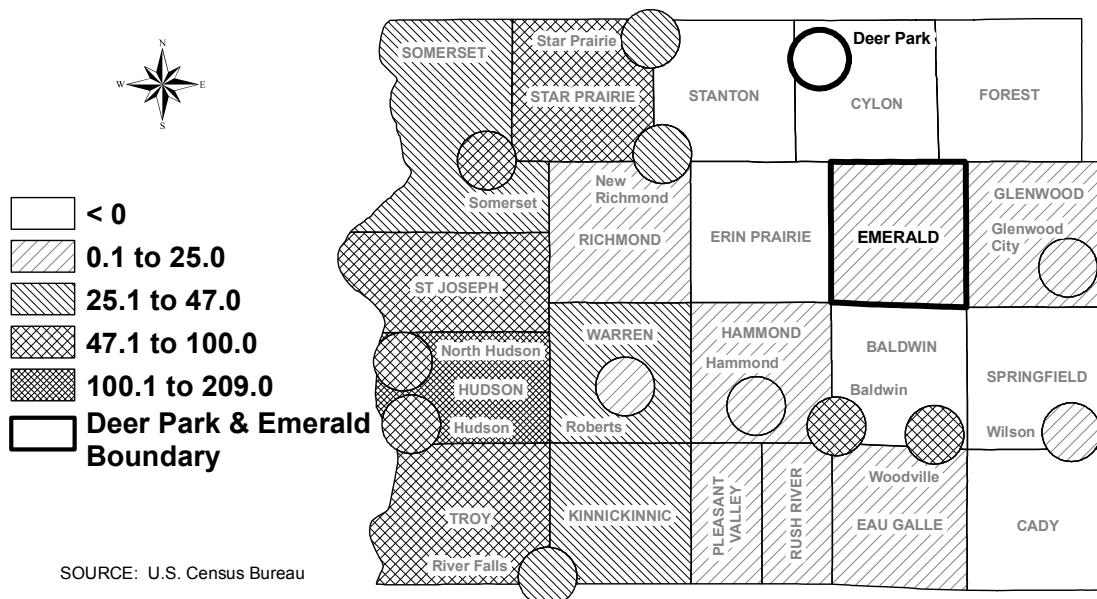 N
W
E
S
< 0
0.1 to 25.0
25.1 to 47.0
47.1 to 100.0
100.1 to 209.0
Deer Park & Emerald
Boundary
SOURCE: U.S. Census Bureau
SOMERSET
Star Prairie
STAR PRAIRIE
STANTON
Deer Park
CYLON
FOREST
Somerset
New
Richmond
RICHMOND
ERIN PRAIRIE
EMERALD
GLENWOOD
Glenwood
City
ST JOSEPH
North Hudson
HUDSON
Hudson
WARREN
Roberts
HAMMOND
Hammond
BALDWIN
Baldwin
SPRINGFIELD
Wilson
TROY
River Falls
KINNICKINNIC
PLEASANT
VALLEY
RUSH RIVER
Woodville
EAU GALLE
CADY